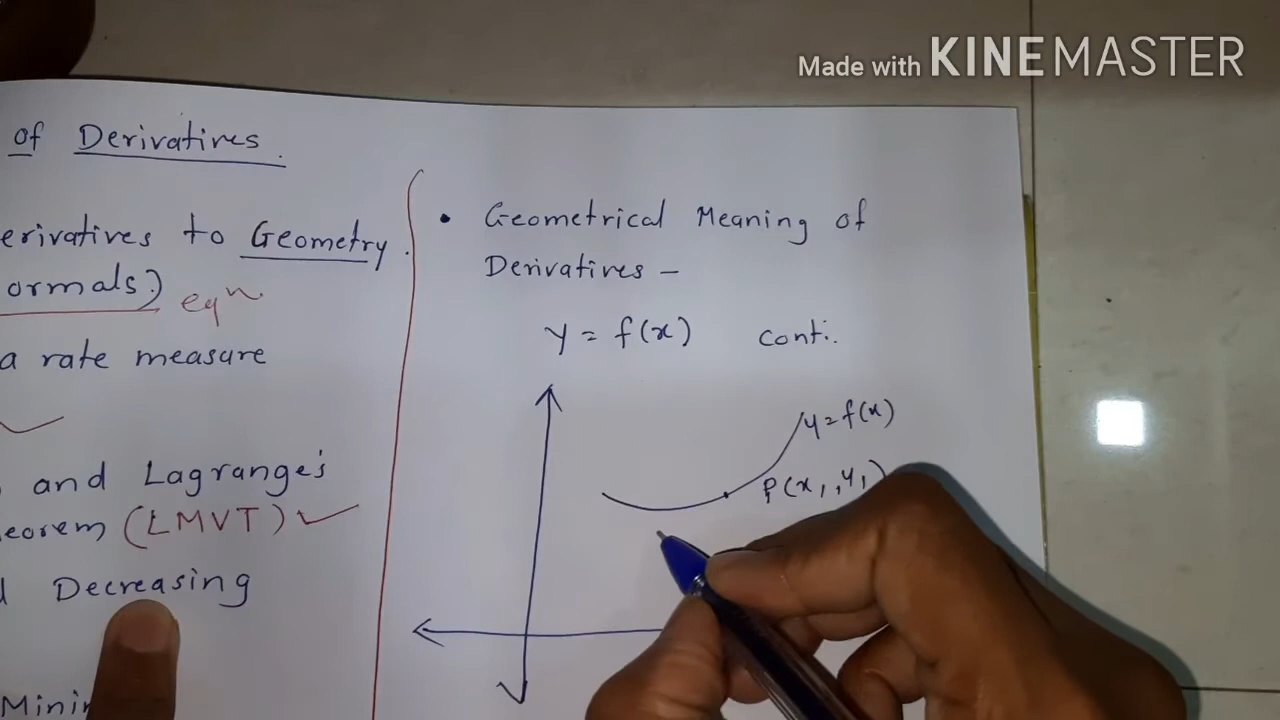 Made with KINEMASTER
of Derivatives.
erivatives to Geometry.
ormals) eqn.
a rate measure
and Lagrange's
eorem (LMVT)
Decreasing
• Geometrical Meaning of
Derivatives –
y = f(x) conti.
y=f(x)
P(x₁, y₁)